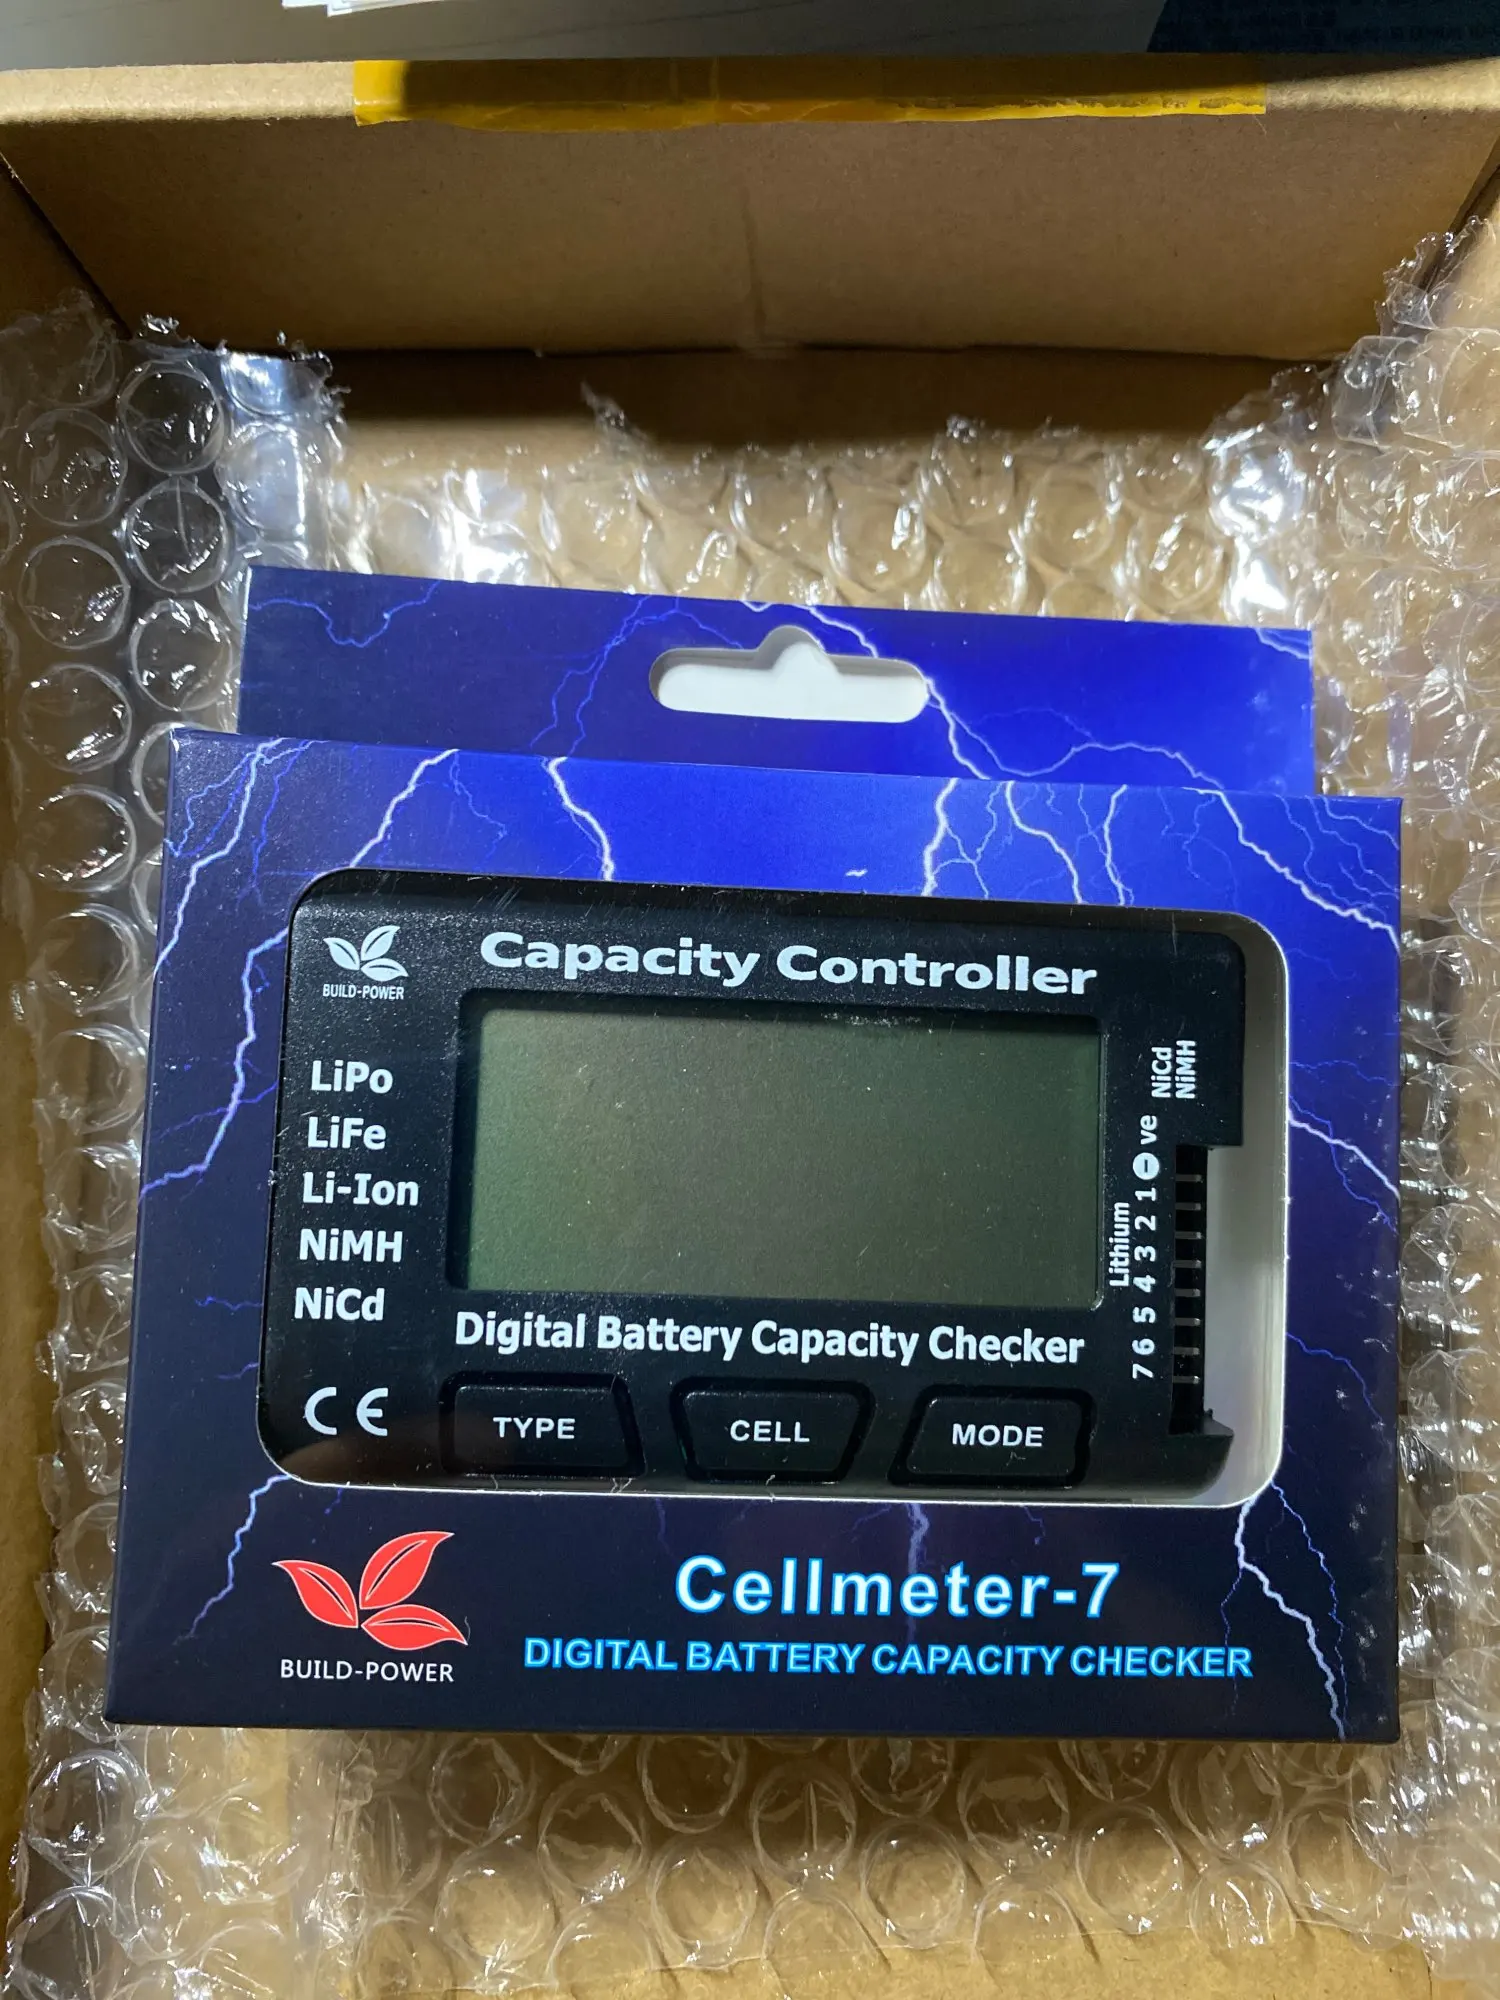 BUILD-POWER
Capacity Controller
LiPo
LiFe
Li-Ion
NiMH
NiCd
NiCd
NiMH
Lithium
7 6 5 4 3 2 1 ⊖ ve
Digital Battery Capacity Checker
CE
TYPE
CELL
MODE
BUILD-POWER
Cellmeter-7
DIGITAL BATTERY CAPACITY CHECKER